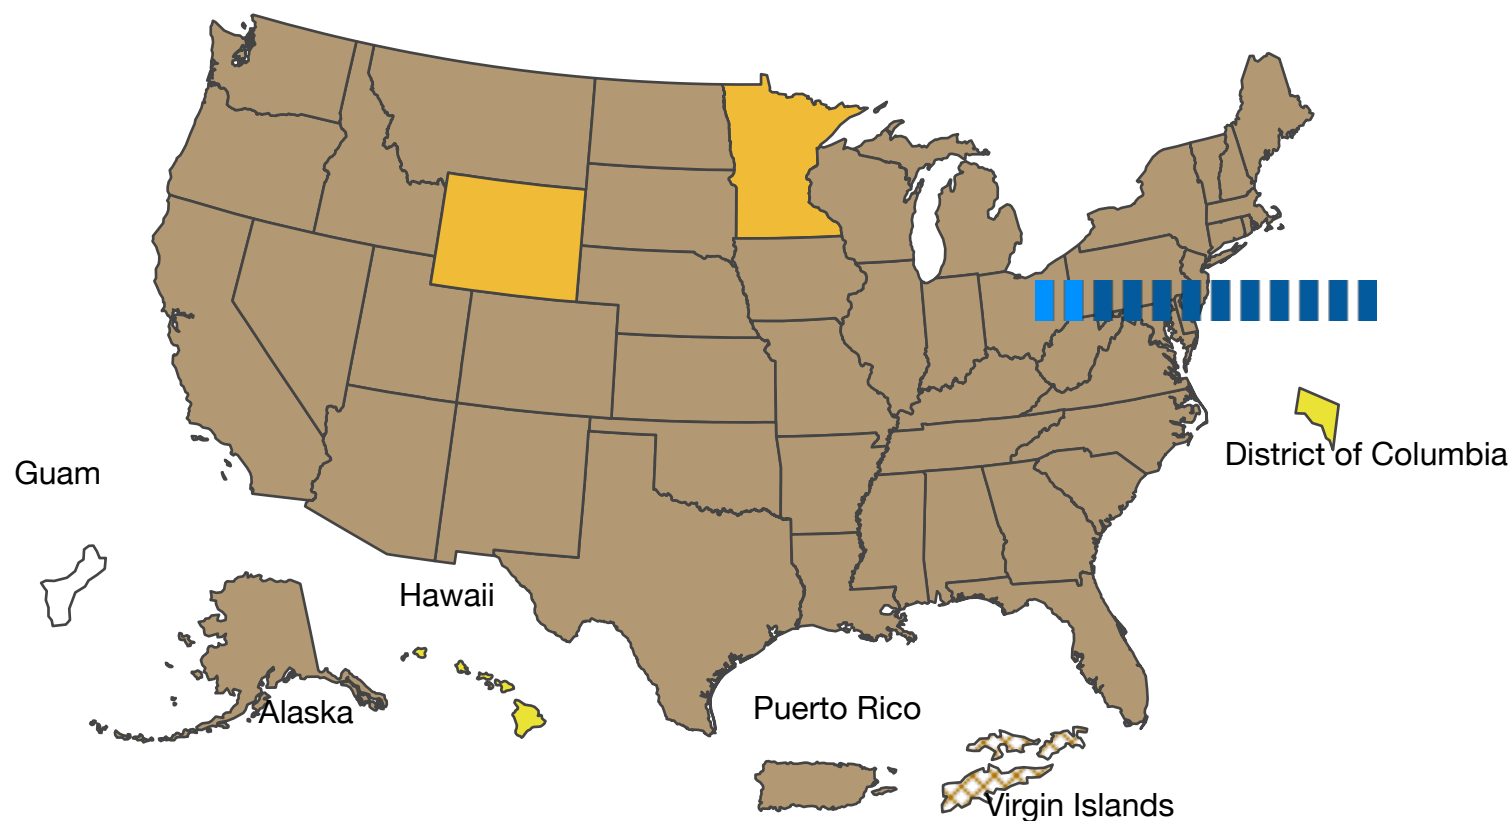 District of Columbia
Guam
Hawaii
Alaska
Puerto Rico
Virgin Islands